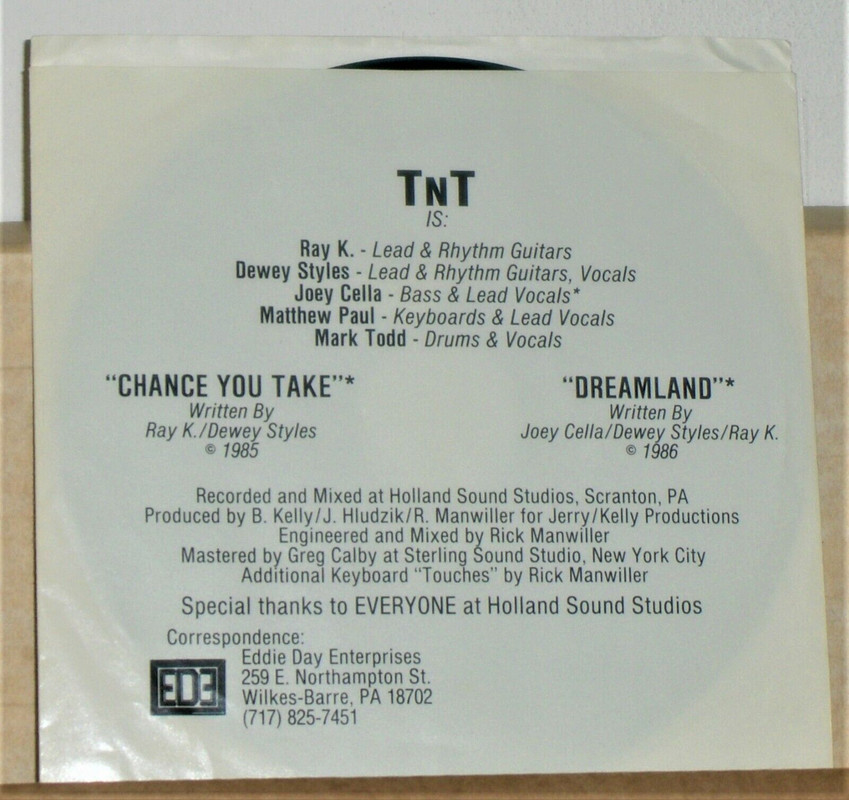 TNT
IS:
Ray K. - Lead & Rhythm Guitars
Dewey Styles - Lead & Rhythm Guitars, Vocals
Joey Cella - Bass & Lead Vocals*
Matthew Paul - Keyboards & Lead Vocals
Mark Todd - Drums & Vocals
“CHANCE YOU TAKE”*
Written By
Ray K./Dewey Styles
© 1985
“DREAMLAND”*
Written By
Joey Cella/Dewey Styles/Ray K.
© 1986
Recorded and Mixed at Holland Sound Studios, Scranton, PA
Produced by B. Kelly/J. Hludzik/R. Manwiller for Jerry/Kelly Productions
Engineered and Mixed by Rick Manwiller
Mastered by Greg Calby at Sterling Sound Studio, New York City
Additional Keyboard “Touches” by Rick Manwiller
Special thanks to EVERYONE at Holland Sound Studios
Correspondence:
EDE
Eddie Day Enterprises
259 E. Northampton St.
Wilkes-Barre, PA 18702
(717) 825-7451